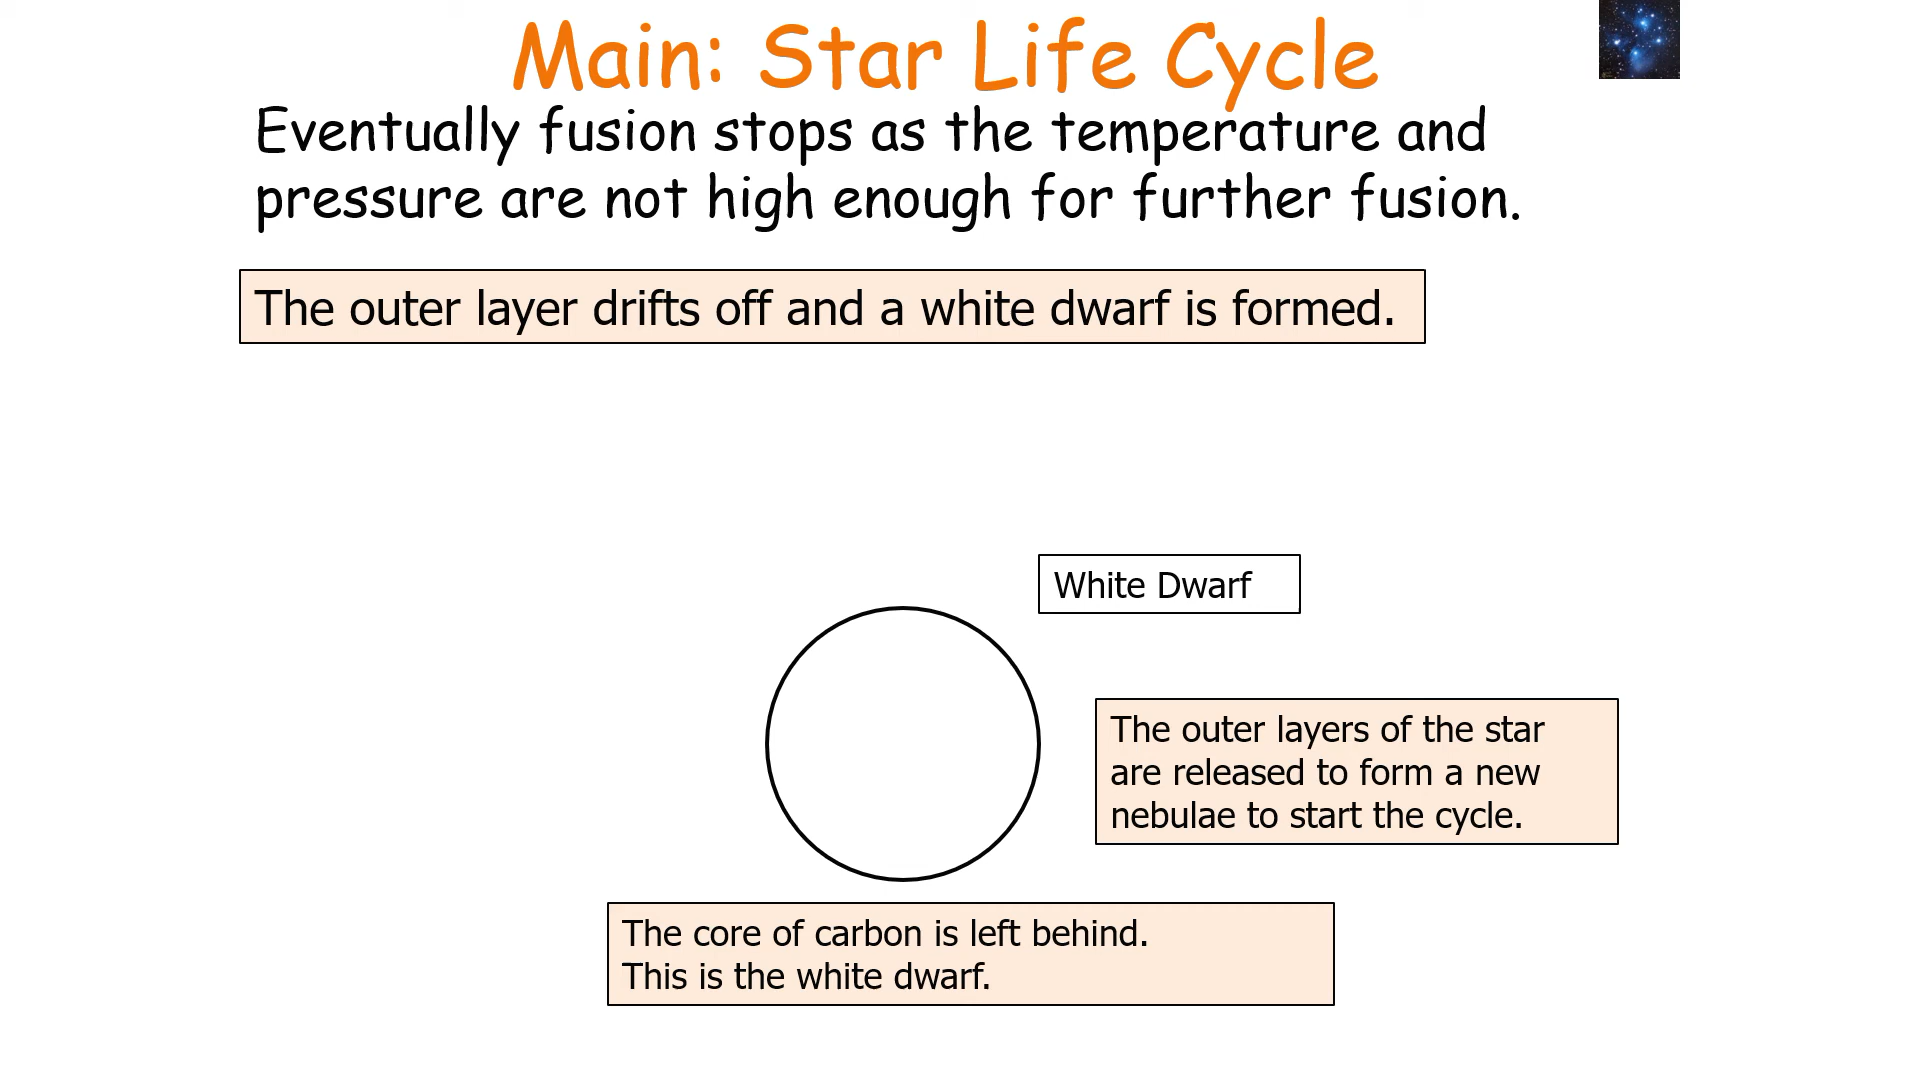 Main: Star Life Cycle
Eventually fusion stops as the temperature and
pressure are not high enough for further fusion.
The outer layer drifts off and a white dwarf is formed.
White Dwarf
The outer layers of the star
are released to form a new
nebulae to start the cycle.
The core of carbon is left behind.
This is the white dwarf.